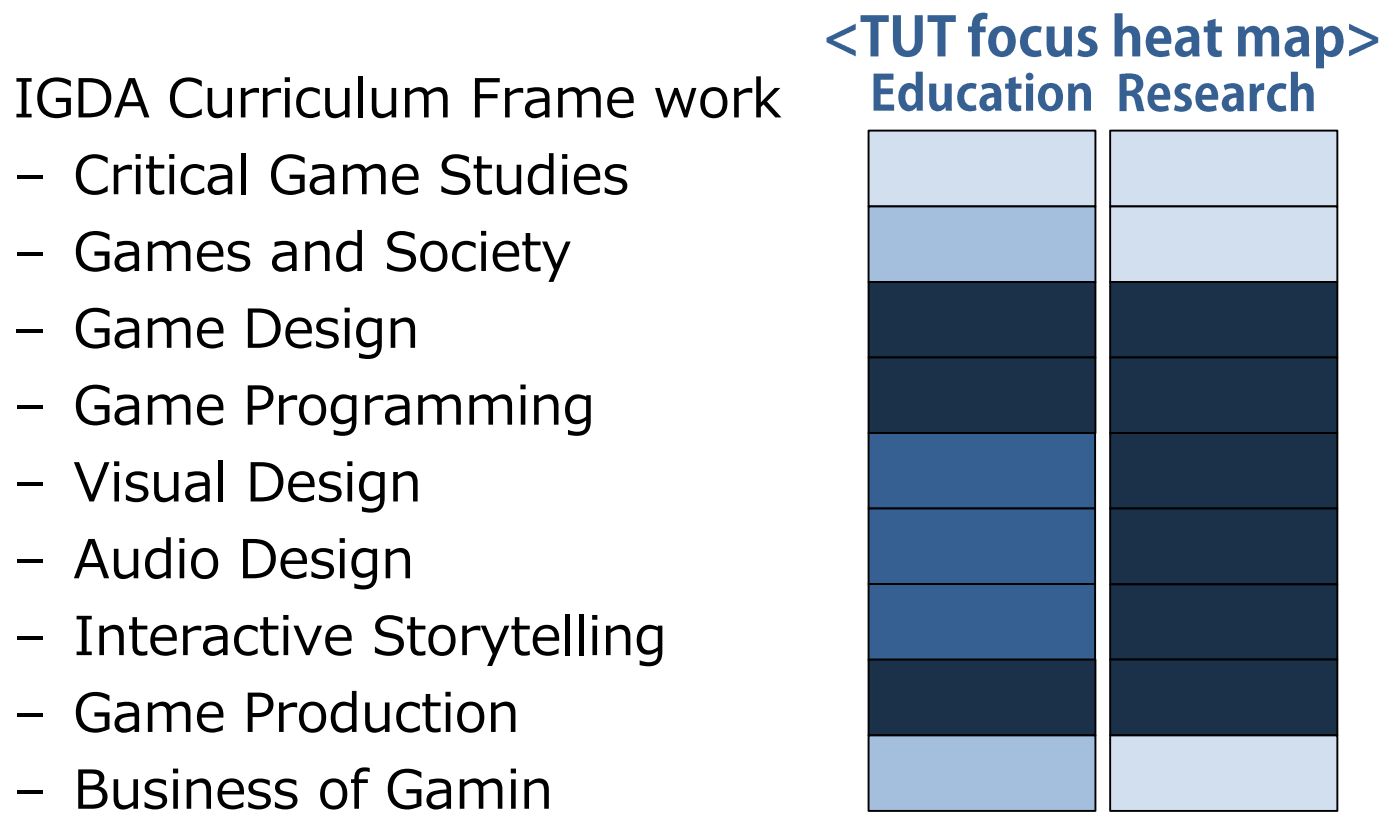 <TUT focus heat map>
Education Research
IGDA Curriculum Frame work
– Critical Game Studies
– Games and Society
– Game Design
– Game Programming
– Visual Design
– Audio Design
– Interactive Storytelling
– Game Production
– Business of Gamin